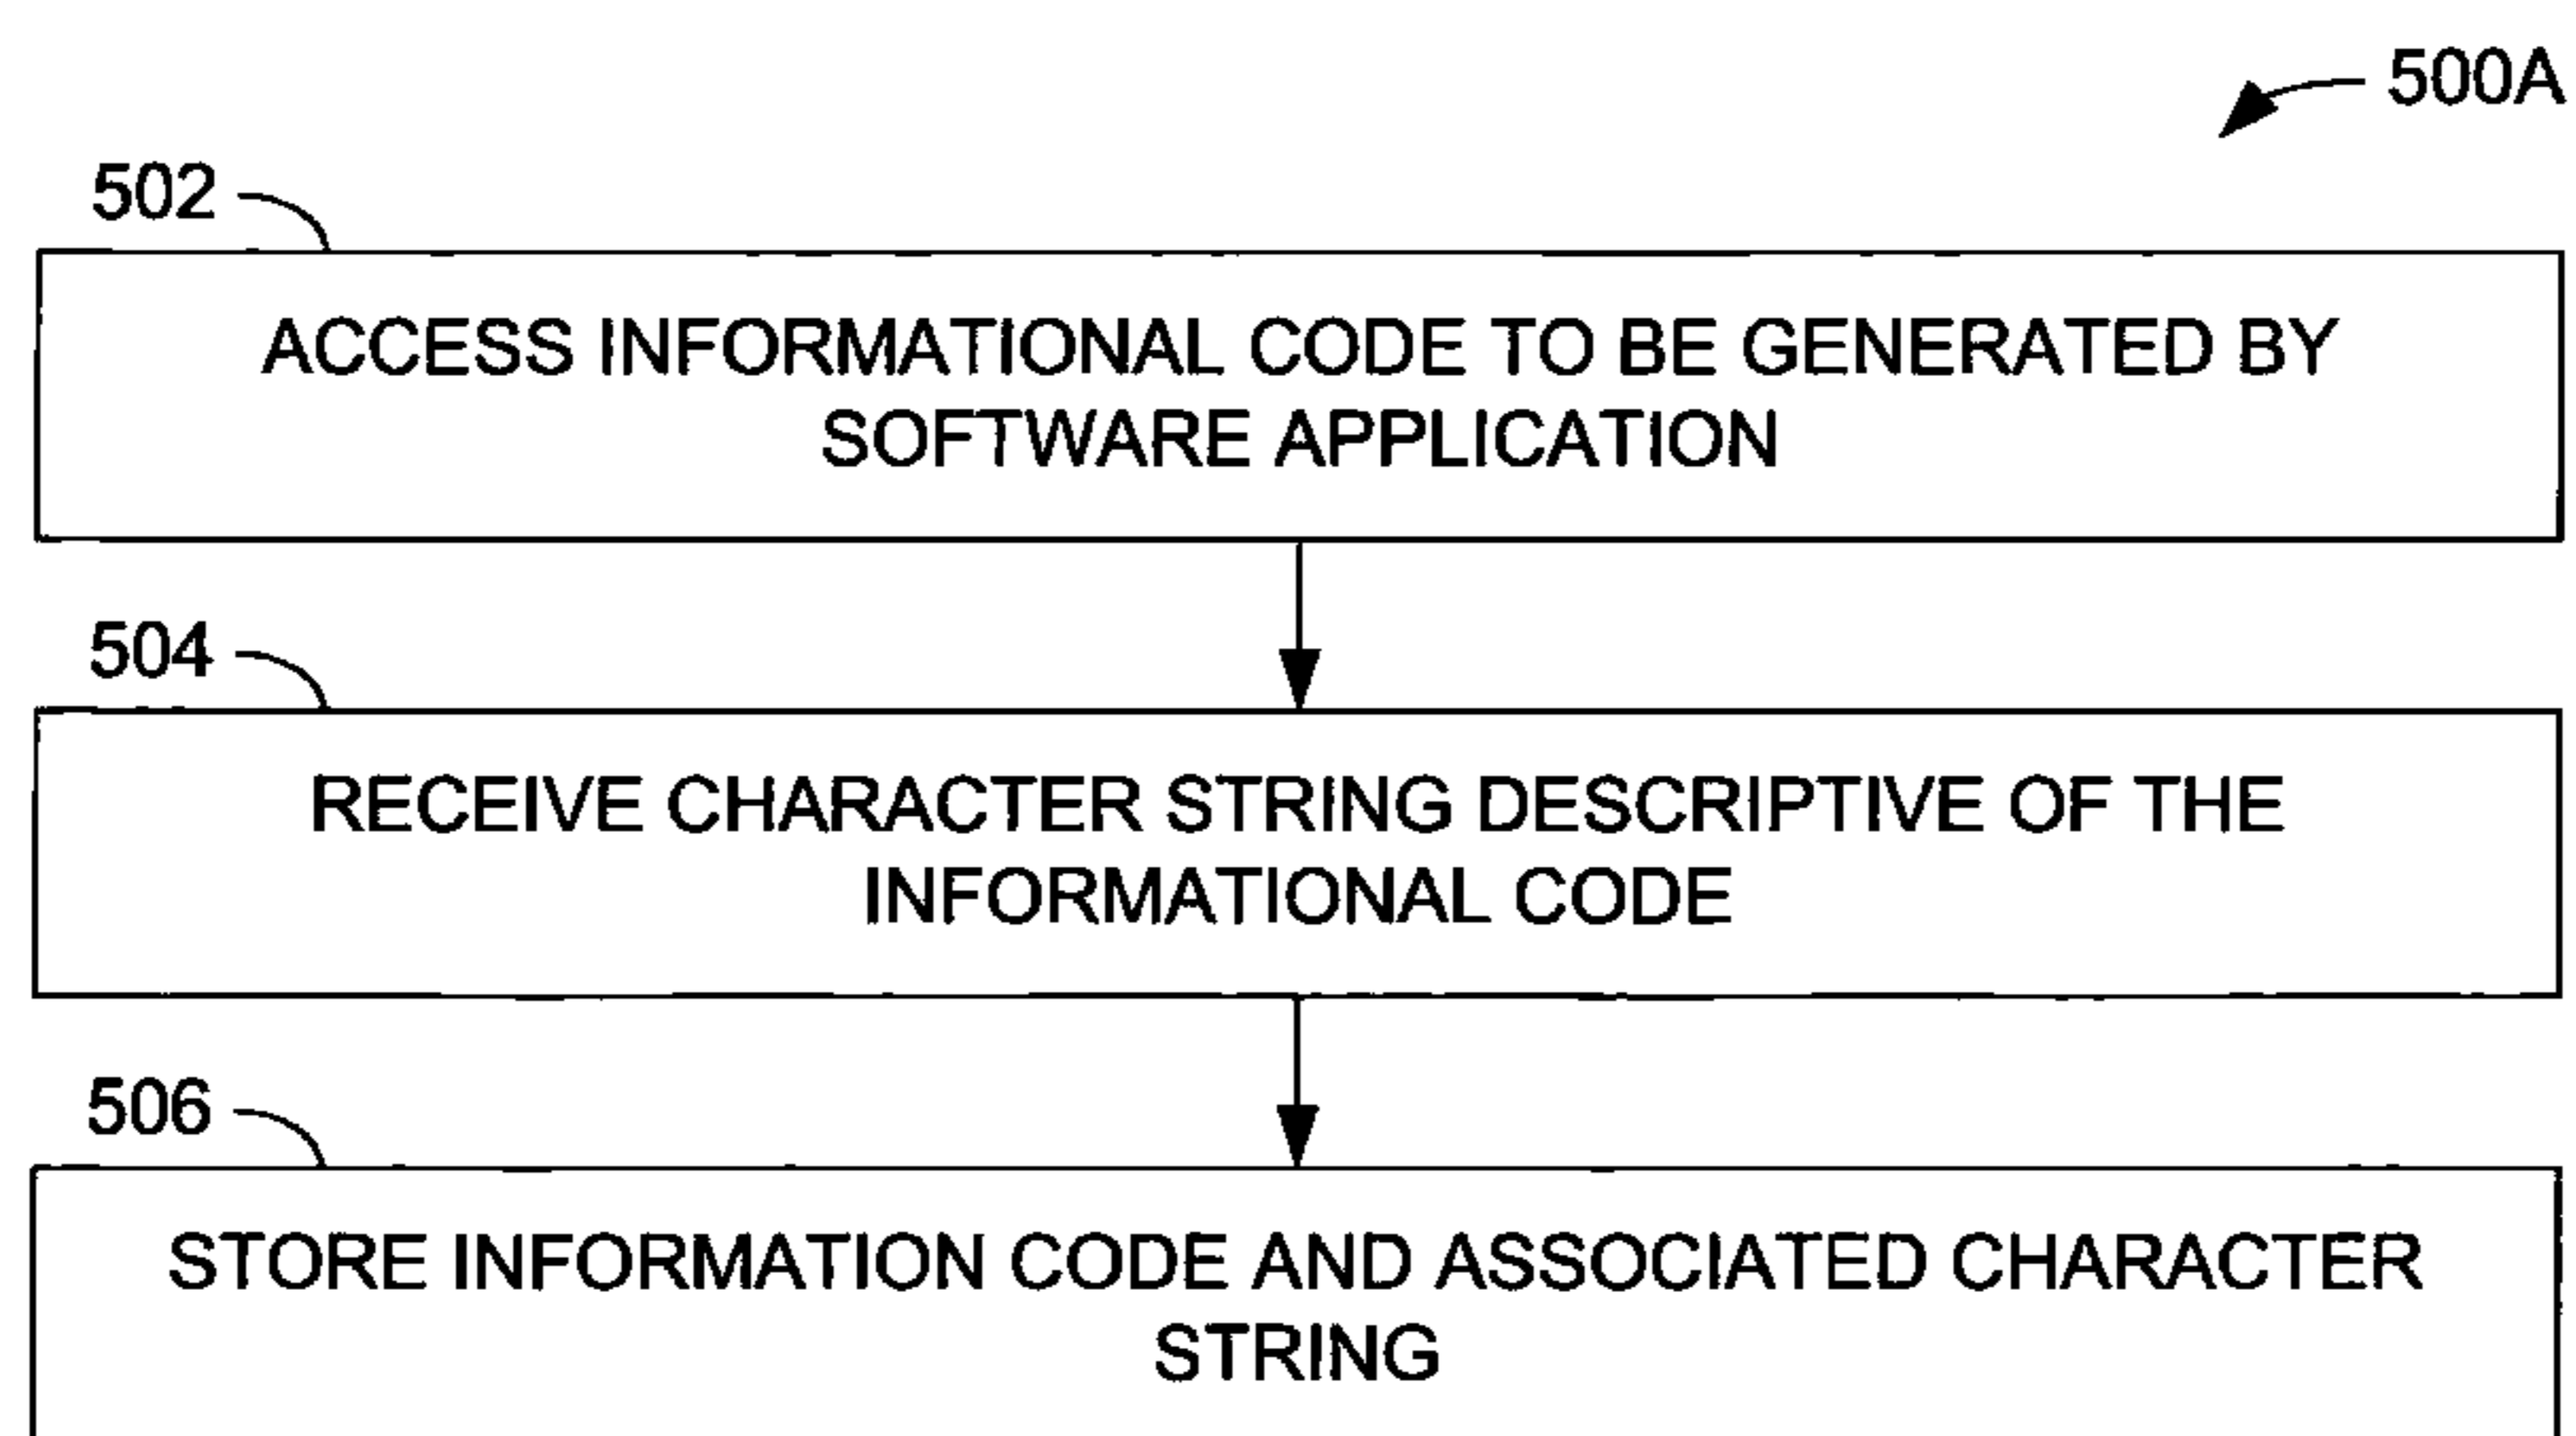 500A
502
ACCESS INFORMATIONAL CODE TO BE GENERATED BY
SOFTWARE APPLICATION
504
RECEIVE CHARACTER STRING DESCRIPTIVE OF THE
INFORMATIONAL CODE
506
STORE INFORMATION CODE AND ASSOCIATED CHARACTER
STRING